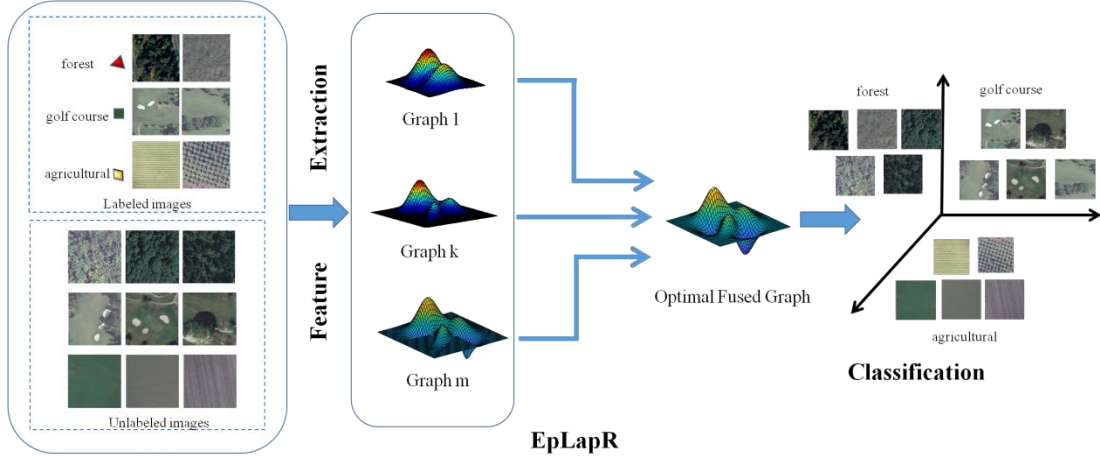 forest
golf course
agricultural
Labeled images
Unlabeled images
Feature Extraction
Graph 1
Graph k
Graph m
Optimal Fused Graph
forest
golf course
agricultural
Classification
EpLapR